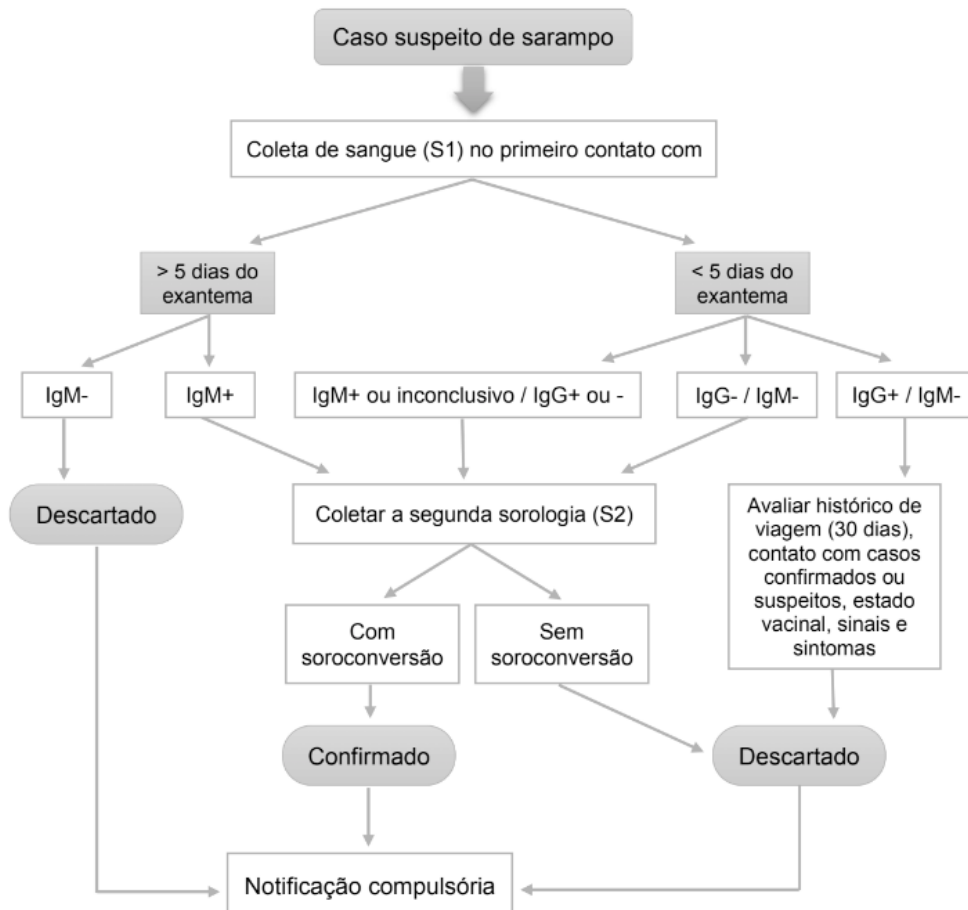 Caso suspeito de sarampo
Coleta de sangue (S1) no primeiro contato com
> 5 dias do
exantema
< 5 dias do
exantema
IgM-
IgM+
IgM+ ou inconclusivo / IgG+ ou -
IgG- / IgM-
IgG+ / IgM-
Descartado
Coletar a segunda sorologia (S2)
Avaliar histórico de
viagem (30 dias),
contato com casos
confirmados ou
suspeitos, estado
vacinal, sinais e
sintomas
Com
soroconversão
Sem
soroconversão
Confirmado
Descartado
Notificação compulsória